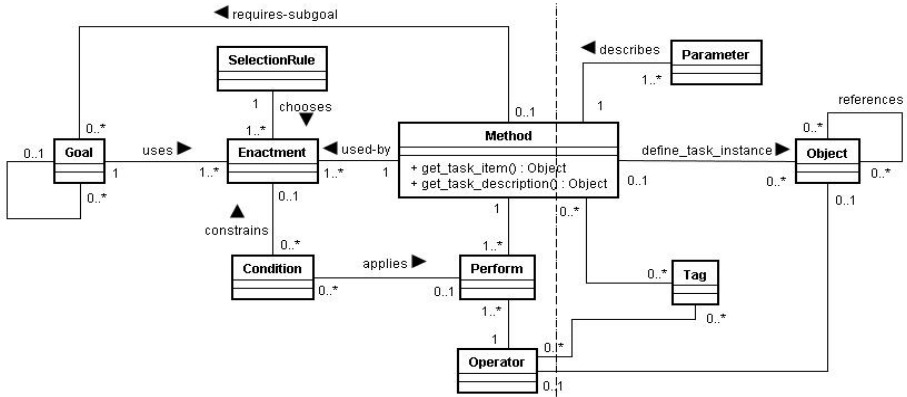 requires-subgoal
describes
Parameter
SelectionRule
1..*
references
1
chooses
1
0..1
0..*
0..*
1..*
0..1
Goal
uses
Enactment
used-by
Method
define_task_instance
Object
+ get_task_item() : Object
+ get_task_description() : Object
1
1..*
1..*
1
0..1
0..*
0..*
0..*
0..1
1
0..*
0..1
constrains
0..*
1..*
Condition
applies
Perform
0..*
Tag
0..*
0..1
1..*
0..*
1
0..*
Operator
0..1